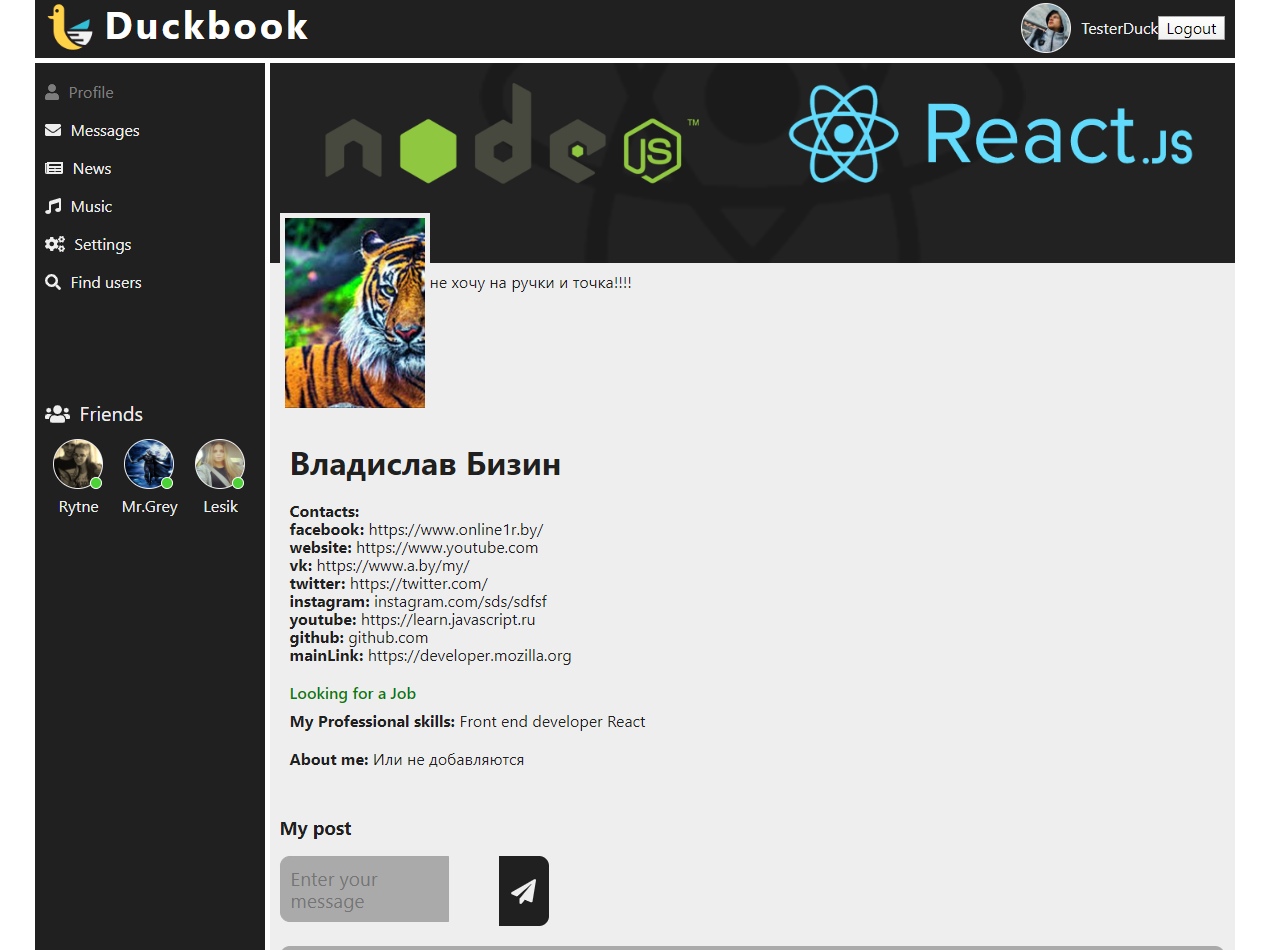 Duckbook
TesterDuck
Logout
Profile
Messages
News
Music
Settings
Find users
Friends
Rytne
Mr.Grey
Lesik
node JS ™
React.JS
не хочу на ручки и точка!!!!
Владислав Бизин
Contacts:
facebook: https://www.online1r.by/
website: https://www.youtube.com
vk: https://www.a.by/my/
twitter: https://twitter.com/
instagram: instagram.com/sds/sdfsf
youtube: https://learn.javascript.ru
github: github.com
mainLink: https://developer.mozilla.org
Looking for a Job
My Professional skills: Front end developer React
About me: Или не добавляются
My post
Enter your
message